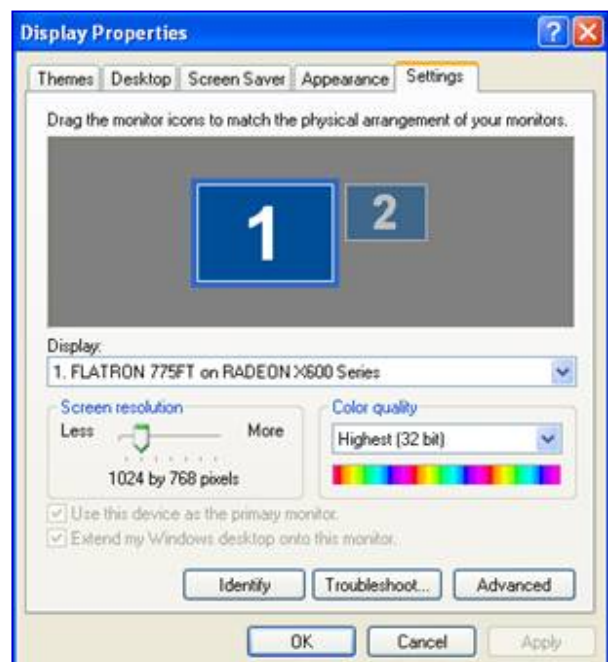 Display Properties
?
Themes Desktop Screen Saver Appearance Settings
Drag the monitor icons to match the physical arrangement of your monitors.
1 2
Display:
1. FLATRON 775FT on RADEON X600 Series
Screen resolution Color quality
Less More Highest (32 bit)
1024 by 768 pixels
Use this device as the primary monitor.
Extend my Windows desktop onto this monitor.
Identify Troubleshoot... Advanced
OK Cancel Apply